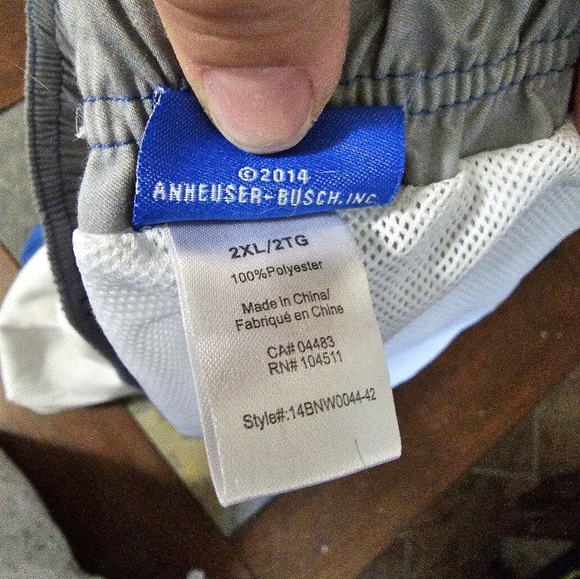 ©2014
ANHEUSER-BUSCH, INC.
2XL/2TG
100%Polyester
Made in China/
Fabriqué en Chine
CA# 04483
RN# 104511
Style#:14BNW0044-42